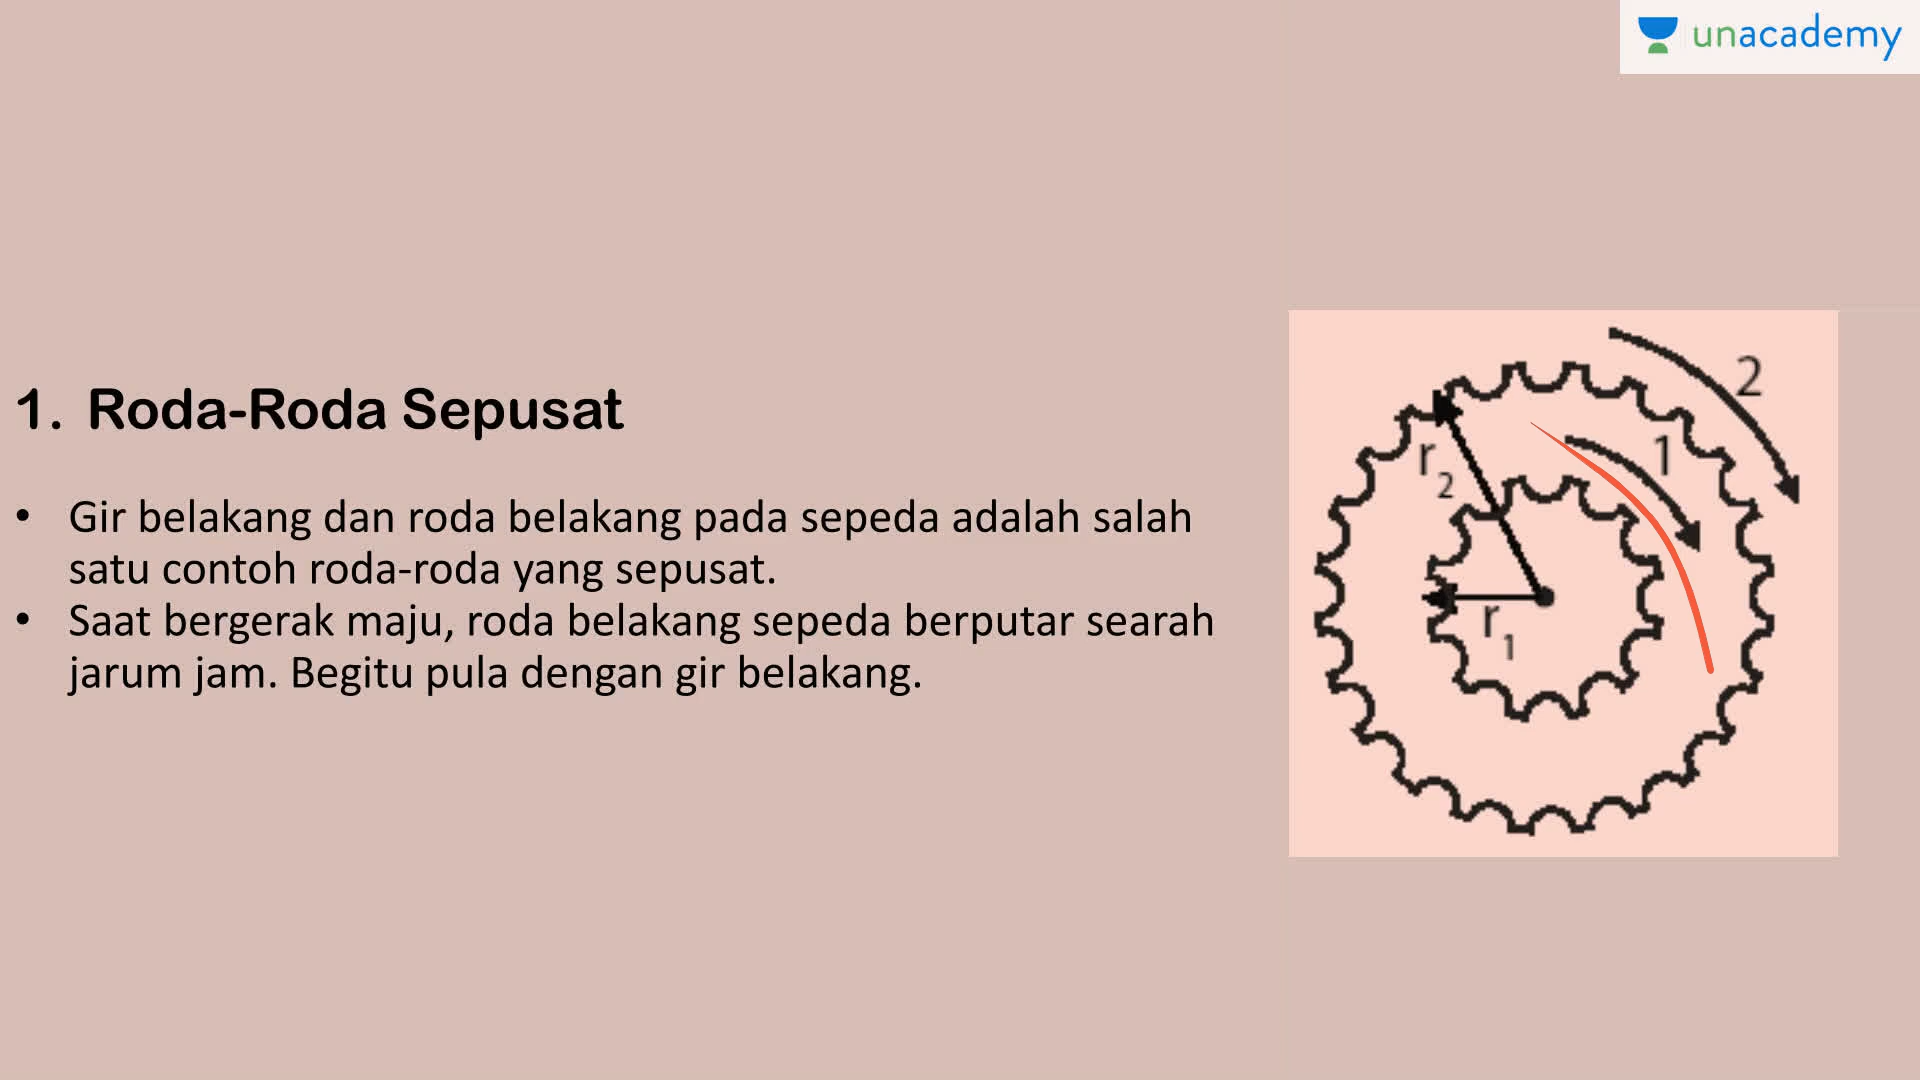 unacademy
1. Roda-Roda Sepusat
• Gir belakang dan roda belakang pada sepeda adalah salah
satu contoh roda-roda yang sepusat.
• Saat bergerak maju, roda belakang sepeda berputar searah
jarum jam. Begitu pula dengan gir belakang.
2
1
r2
r1